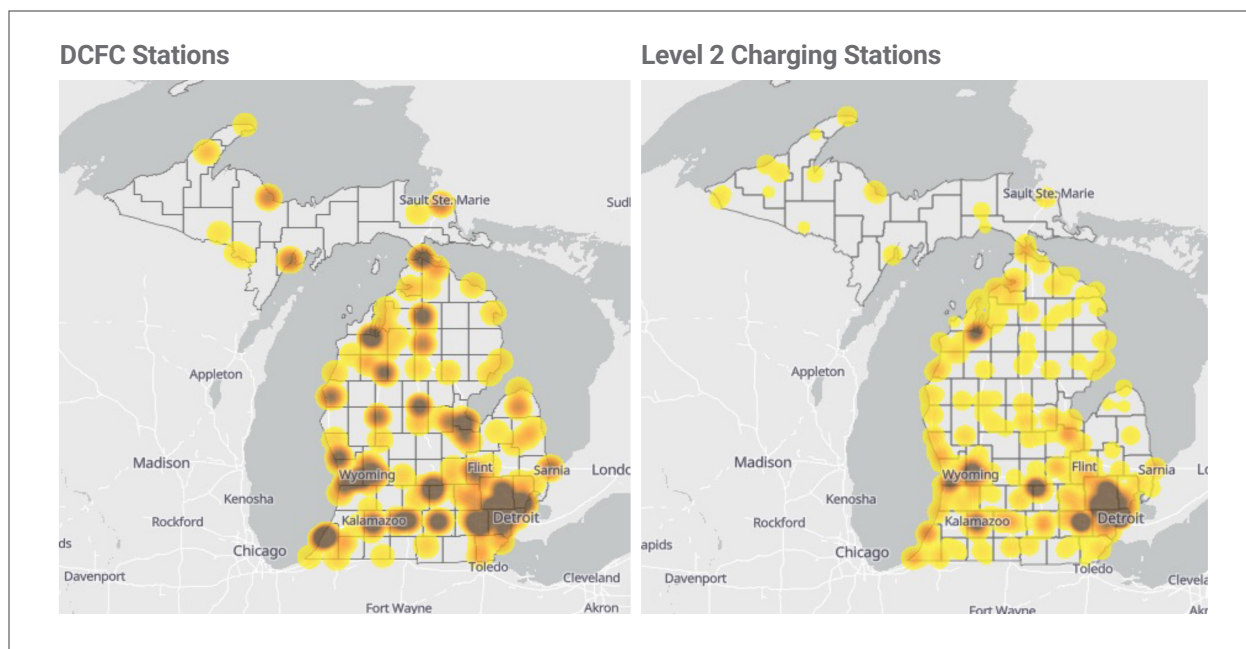 DCFC Stations
Level 2 Charging Stations
Sault Ste. Marie
Sudl
Appleton
Madison
Wyoming
Flint
Sarnia
Londo
Kenosha
Rockford
Kalamazoo
Detroit
Chicago
ds
Davenport
Toledo
Cleveland
Fort Wayne
Akron
Sault Ste. Marie
Appleton
Madison
Wyoming
Flint
Sarnia
Lo
Kenosha
Rockford
Kalamazoo
Detroit
apids
Chicago
Davenport
Toledo
Clevela
Fort Wayne
Akr